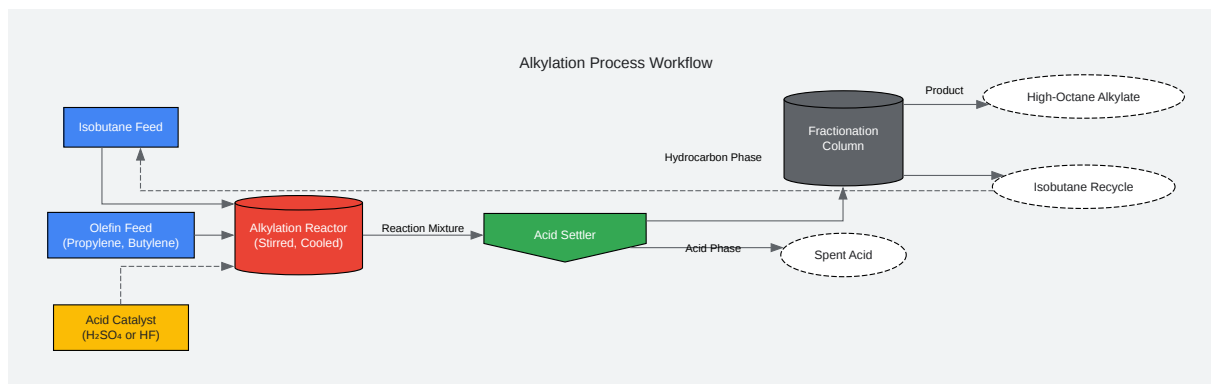 Alkylation Process Workflow
Isobutane Feed
Olefin Feed
(Propylene, Butylene)
Acid Catalyst
(H₂SO₄ or HF)
Alkylation Reactor
(Stirred, Cooled)
Reaction Mixture
Acid Settler
Hydrocarbon Phase
Acid Phase
Fractionation
Column
Product
High-Octane Alkylate
Isobutane Recycle
Spent Acid